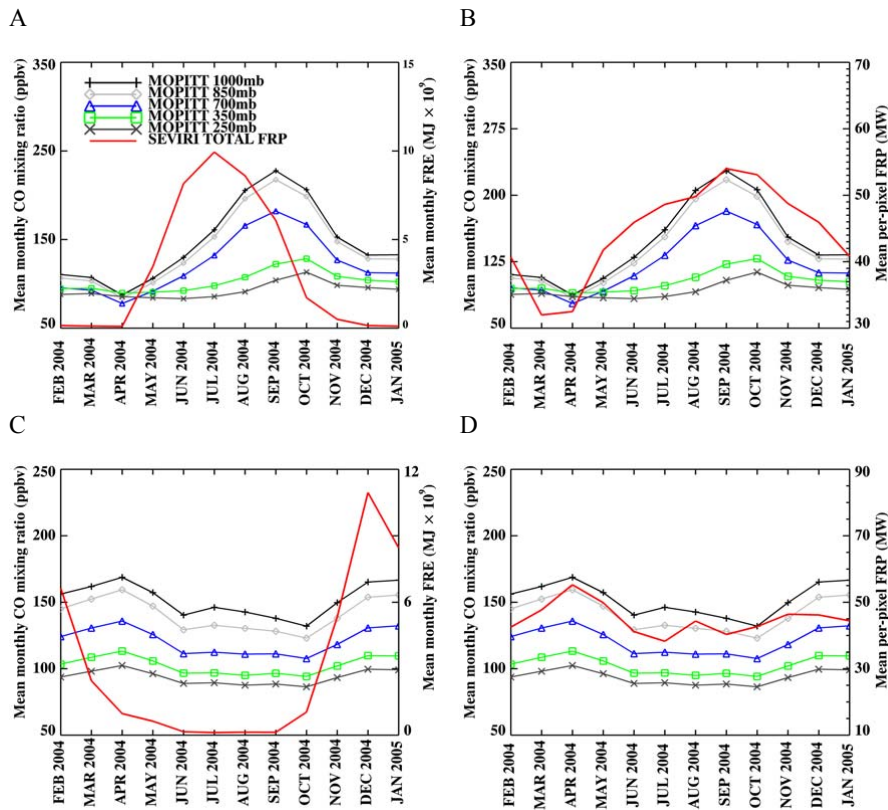 A
B
350
250
150
50
Mean monthly CO mixing ratio (ppbv)
MOPITT 1000mb
MOPITT 850mb
MOPITT 700mb
MOPITT 350mb
MOPITT 250mb
SEVIRI TOTAL FRP
15
10
5
0
Mean monthly FRE (MJ × 10⁹)
FEB 2004
MAR 2004
APR 2004
MAY 2004
JUN 2004
JUL 2004
AUG 2004
SEP 2004
OCT 2004
NOV 2004
DEC 2004
JAN 2005
350
275
200
125
50
Mean monthly CO mixing ratio (ppbv)
70
60
50
40
30
Mean per-pixel FRP (MW)
FEB 2004
MAR 2004
APR 2004
MAY 2004
JUN 2004
JUL 2004
AUG 2004
SEP 2004
OCT 2004
NOV 2004
DEC 2004
JAN 2005
C
D
250
200
150
100
50
Mean monthly CO mixing ratio (ppbv)
12
6
0
Mean monthly FRE (MJ × 10⁹)
FEB 2004
MAR 2004
APR 2004
MAY 2004
JUN 2004
JUL 2004
AUG 2004
SEP 2004
OCT 2004
NOV 2004
DEC 2004
JAN 2005
250
200
150
100
50
Mean monthly CO mixing ratio (ppbv)
90
70
50
30
10
Mean per-pixel FRP (MW)
FEB 2004
MAR 2004
APR 2004
MAY 2004
JUN 2004
JUL 2004
AUG 2004
SEP 2004
OCT 2004
NOV 2004
DEC 2004
JAN 2005